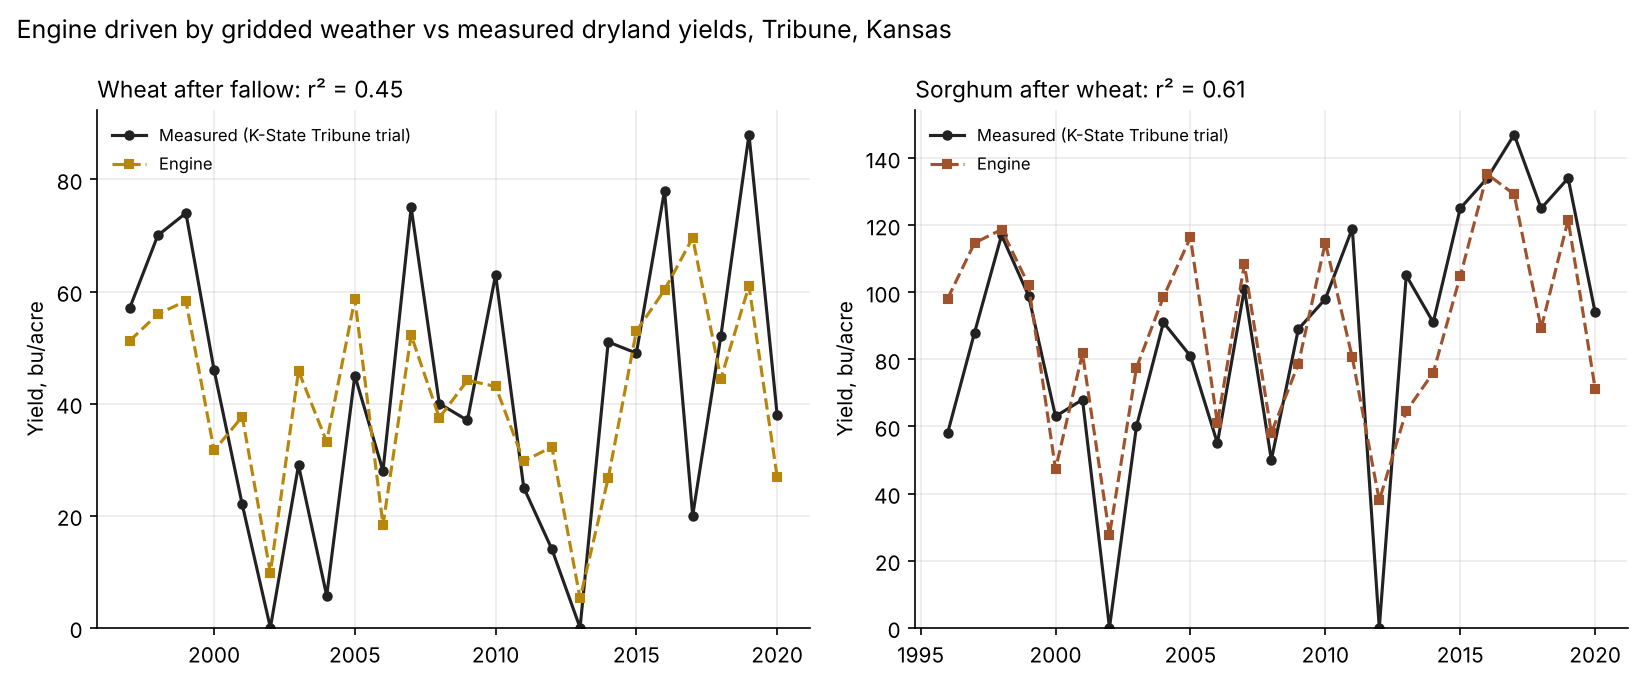 Engine driven by gridded weather vs measured dryland yields, Tribune, Kansas
Wheat after fallow: r² = 0.45
Measured (K-State Tribune trial)
Engine
Yield, bu/acre
80
60
40
20
0
2000
2005
2010
2015
2020
Sorghum after wheat: r² = 0.61
Measured (K-State Tribune trial)
Engine
Yield, bu/acre
140
120
100
80
60
40
20
0
1995
2000
2005
2010
2015
2020